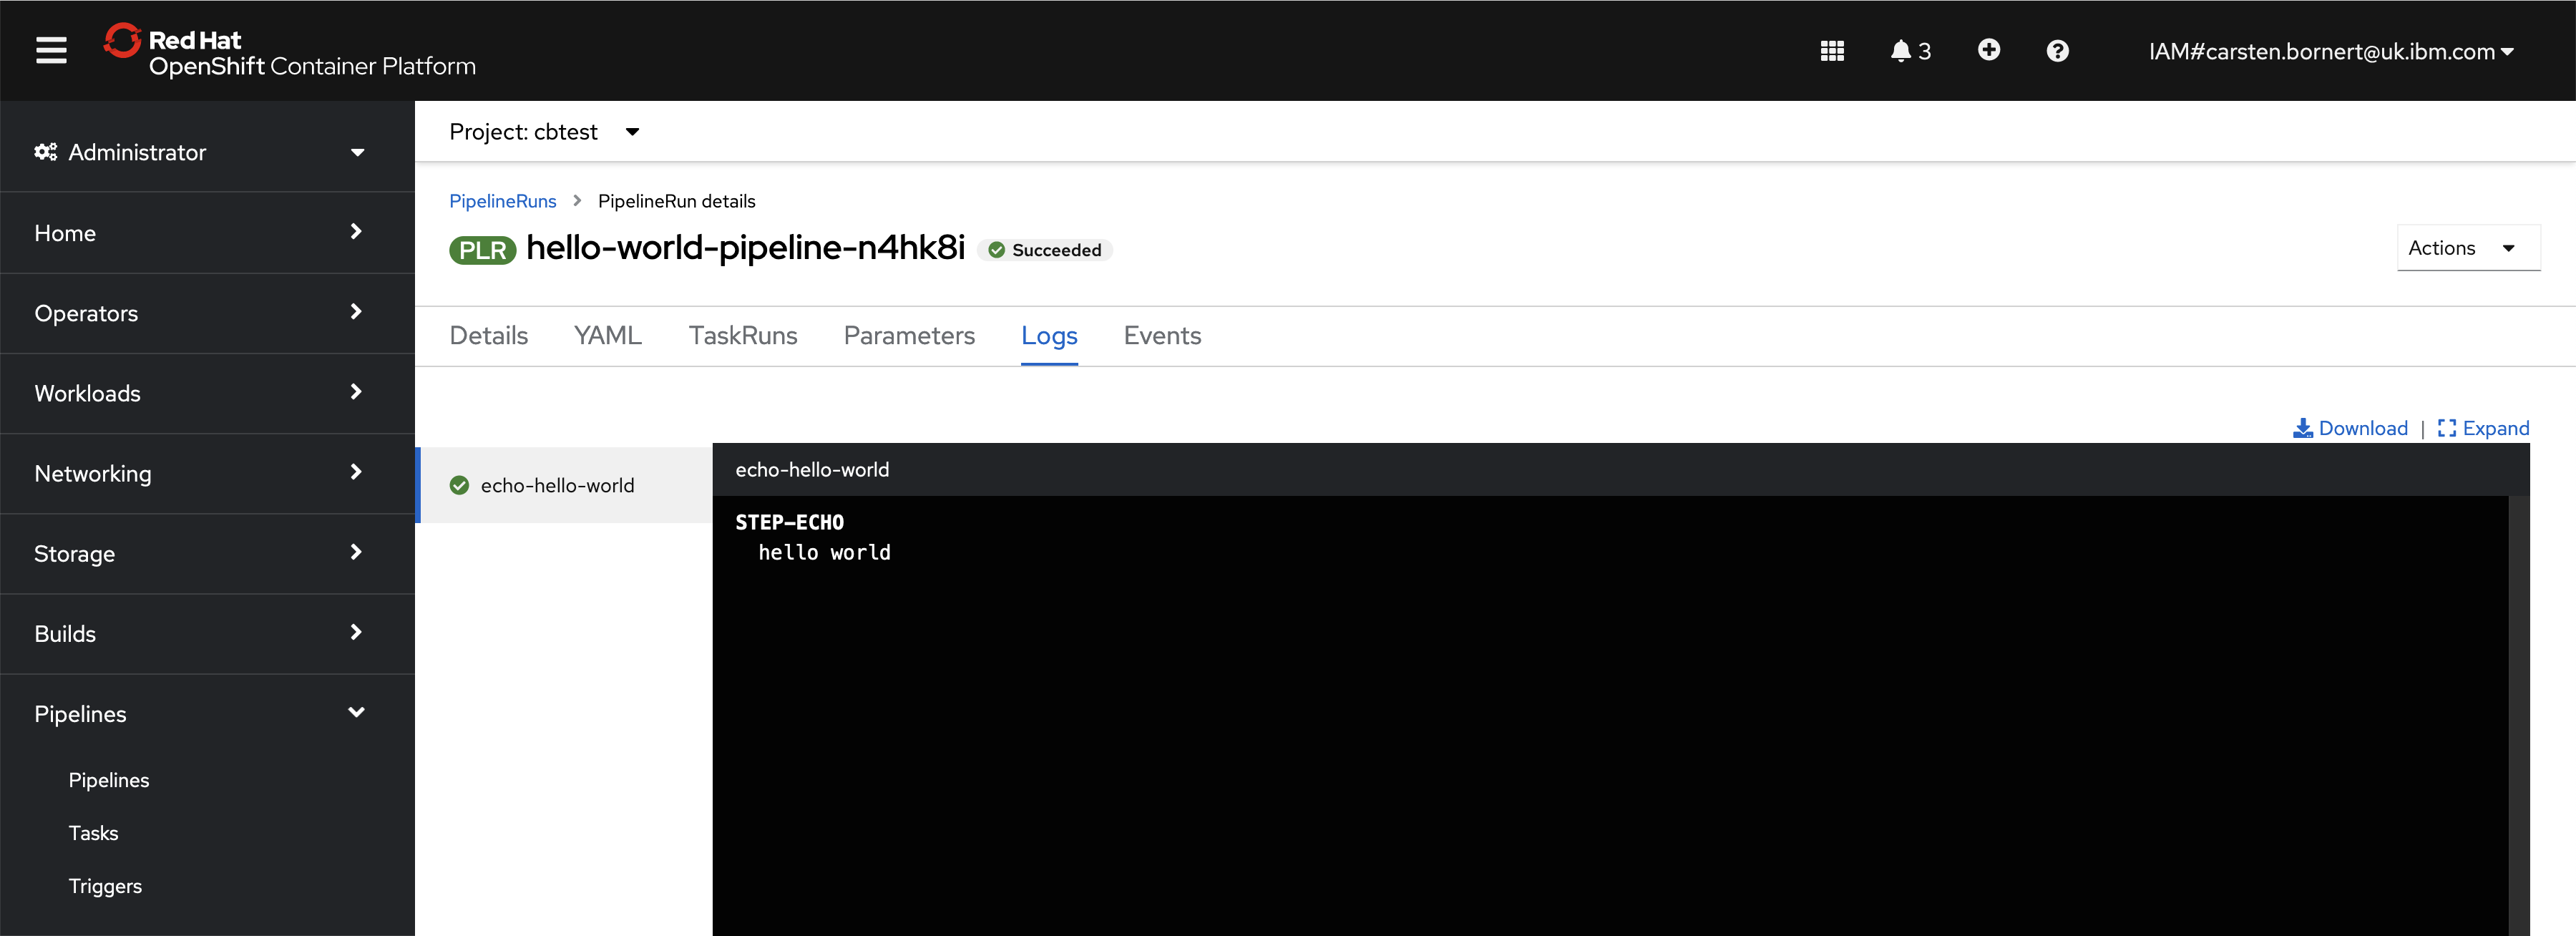 Red Hat
OpenShift Container Platform
3
IAM#carsten.bornert@uk.ibm.com
Administrator
Home
Operators
Workloads
Networking
Storage
Builds
Pipelines
Pipelines
Tasks
Triggers
Project: cbtest
PipelineRuns > PipelineRun details
PLR hello-world-pipeline-n4hk8i Succeeded
Actions
Details YAML TaskRuns Parameters Logs Events
Download | Expand
echo-hello-world
echo-hello-world
STEP-ECHO
hello world